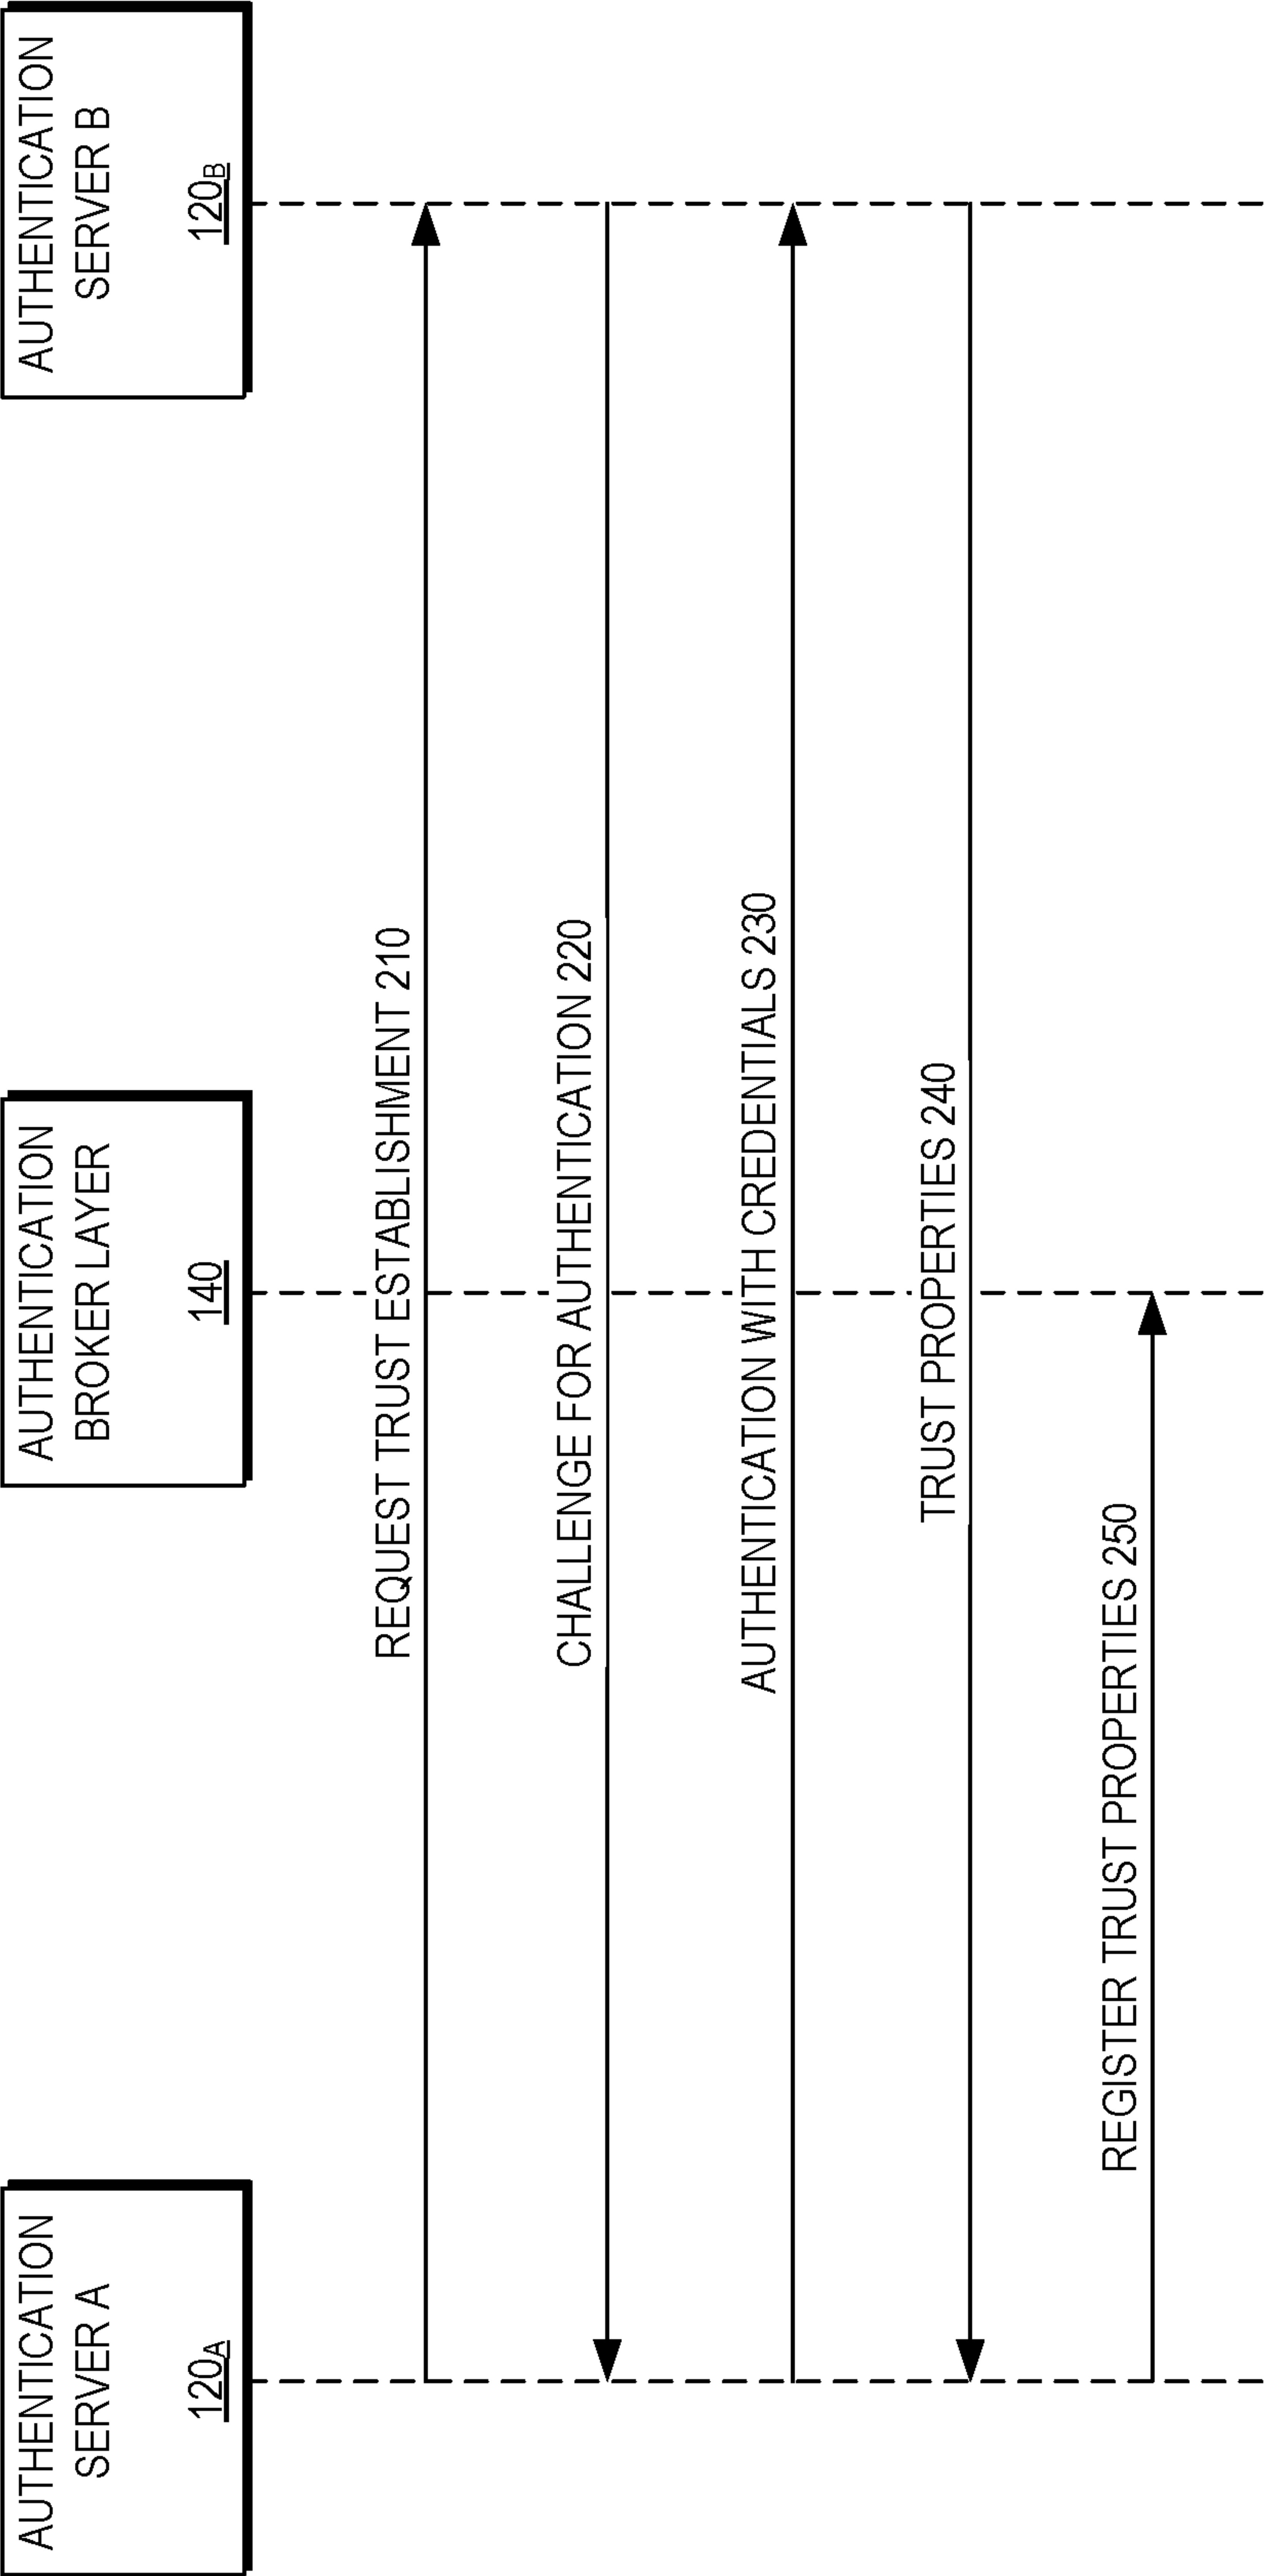 AUTHENTICATION
SERVER A
120A
AUTHENTICATION
BROKER LAYER
140
AUTHENTICATION
SERVER B
120B
REQUEST TRUST ESTABLISHMENT 210
CHALLENGE FOR AUTHENTICATION 220
AUTHENTICATION WITH CREDENTIALS 230
TRUST PROPERTIES 240
REGISTER TRUST PROPERTIES 250